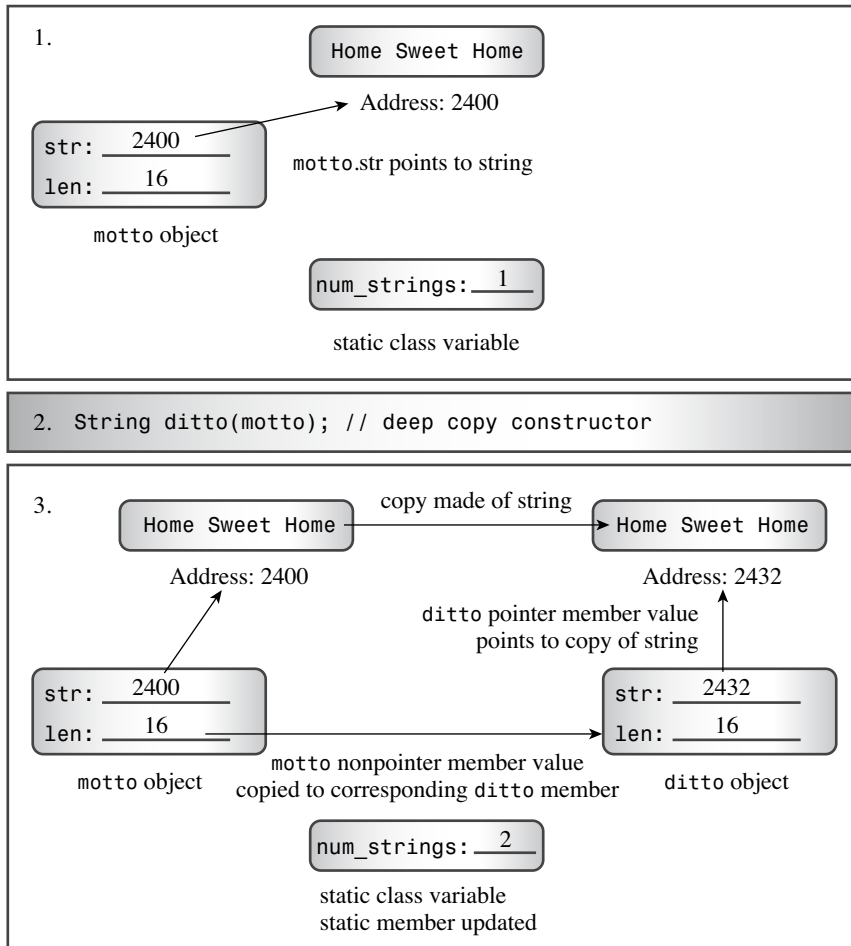 1.
Home Sweet Home
Address: 2400
str: 2400
len: 16
motto.str points to string
motto object
num_strings: 1
static class variable
2. String ditto(motto); // deep copy constructor
3.
copy made of string
Home Sweet Home
Home Sweet Home
Address: 2400
Address: 2432
ditto pointer member value
points to copy of string
str: 2400
len: 16
str: 2432
len: 16
motto object
motto nonpointer member value
copied to corresponding ditto member
ditto object
num_strings: 2
static class variable
static member updated